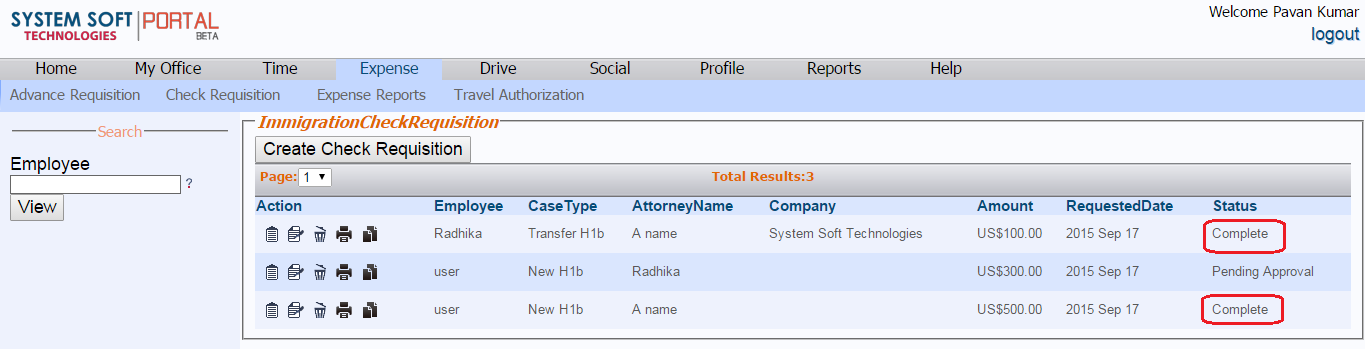 SYSTEM SOFT PORTAL
TECHNOLOGIES BETA
Welcome Pavan Kumar
logout
Home My Office Time Expense Drive Social Profile Reports Help
Advance Requisition Check Requisition Expense Reports Travel Authorization
Search
Employee
?
View
ImmigrationCheckRequisition
Create Check Requisition
Page: 1 Total Results:3
Action Employee CaseType AttorneyName Company Amount RequestedDate Status
Radhika Transfer H1b A name System Soft Technologies US$100.00 2015 Sep 17 Complete
user New H1b Radhika US$300.00 2015 Sep 17 Pending Approval
user New H1b A name US$500.00 2015 Sep 17 Complete